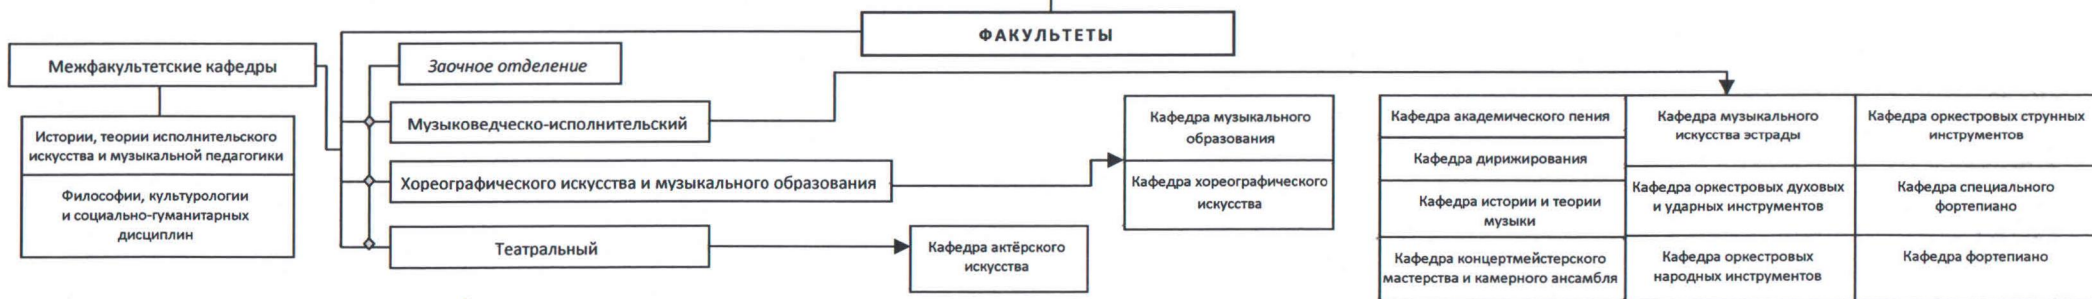 ФАКУЛЬТЕТЫ
Межфакультетские кафедры
Истории, теории исполнительского
искусства и музыкальной педагогики
Философии, культурологии
и социально-гуманитарных
дисциплин
Заочное отделение
Музыковедческо-исполнительский
Хореографического искусства и музыкального образования
Театральный
Кафедра актёрского
искусства
Кафедра музыкального
образования
Кафедра хореографического
искусства
Кафедра академического пения
Кафедра дирижирования
Кафедра истории и теории
музыки
Кафедра концертмейстерского
мастерства и камерного ансамбля
Кафедра музыкального
искусства эстрады
Кафедра оркестровых духовых
и ударных инструментов
Кафедра оркестровых
народных инструментов
Кафедра оркестровых струнных
инструментов
Кафедра специального
фортепиано
Кафедра фортепиано